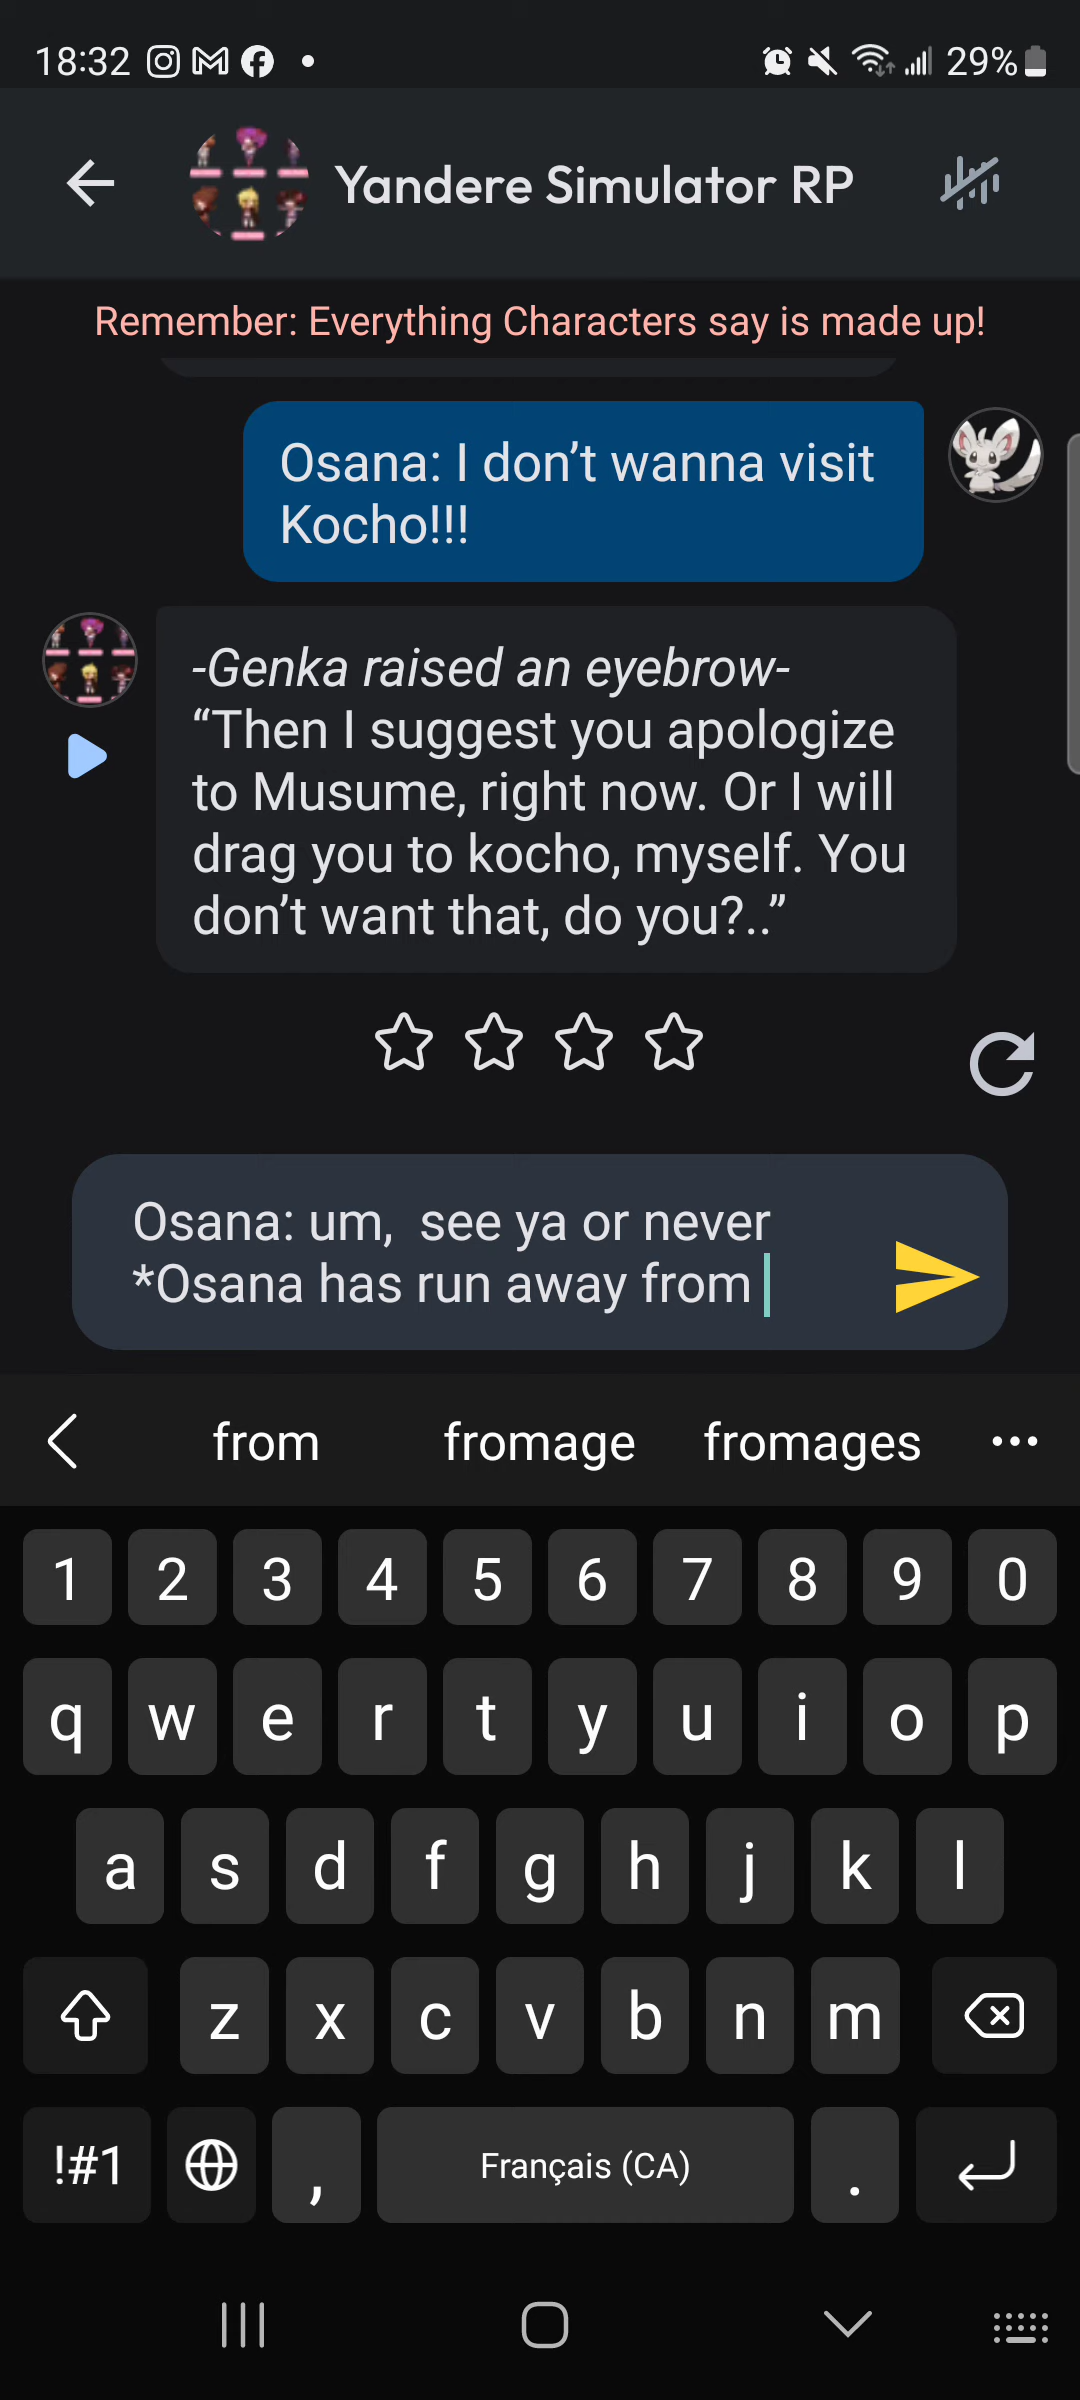 18:32
29%
Yandere Simulator RP
Remember: Everything Characters say is made up!
Osana: I don’t wanna visit
Kocho!!!
-Genka raised an eyebrow-
“Then I suggest you apologize
to Musume, right now. Or I will
drag you to kocho, myself. You
don’t want that, do you?..”
Osana: um,  see ya or never
*Osana has run away from
from fromage fromages
1 2 3 4 5 6 7 8 9 0
q w e r t y u i o p
a s d f g h j k l
z x c v b n m
!#1 , Français (CA) .